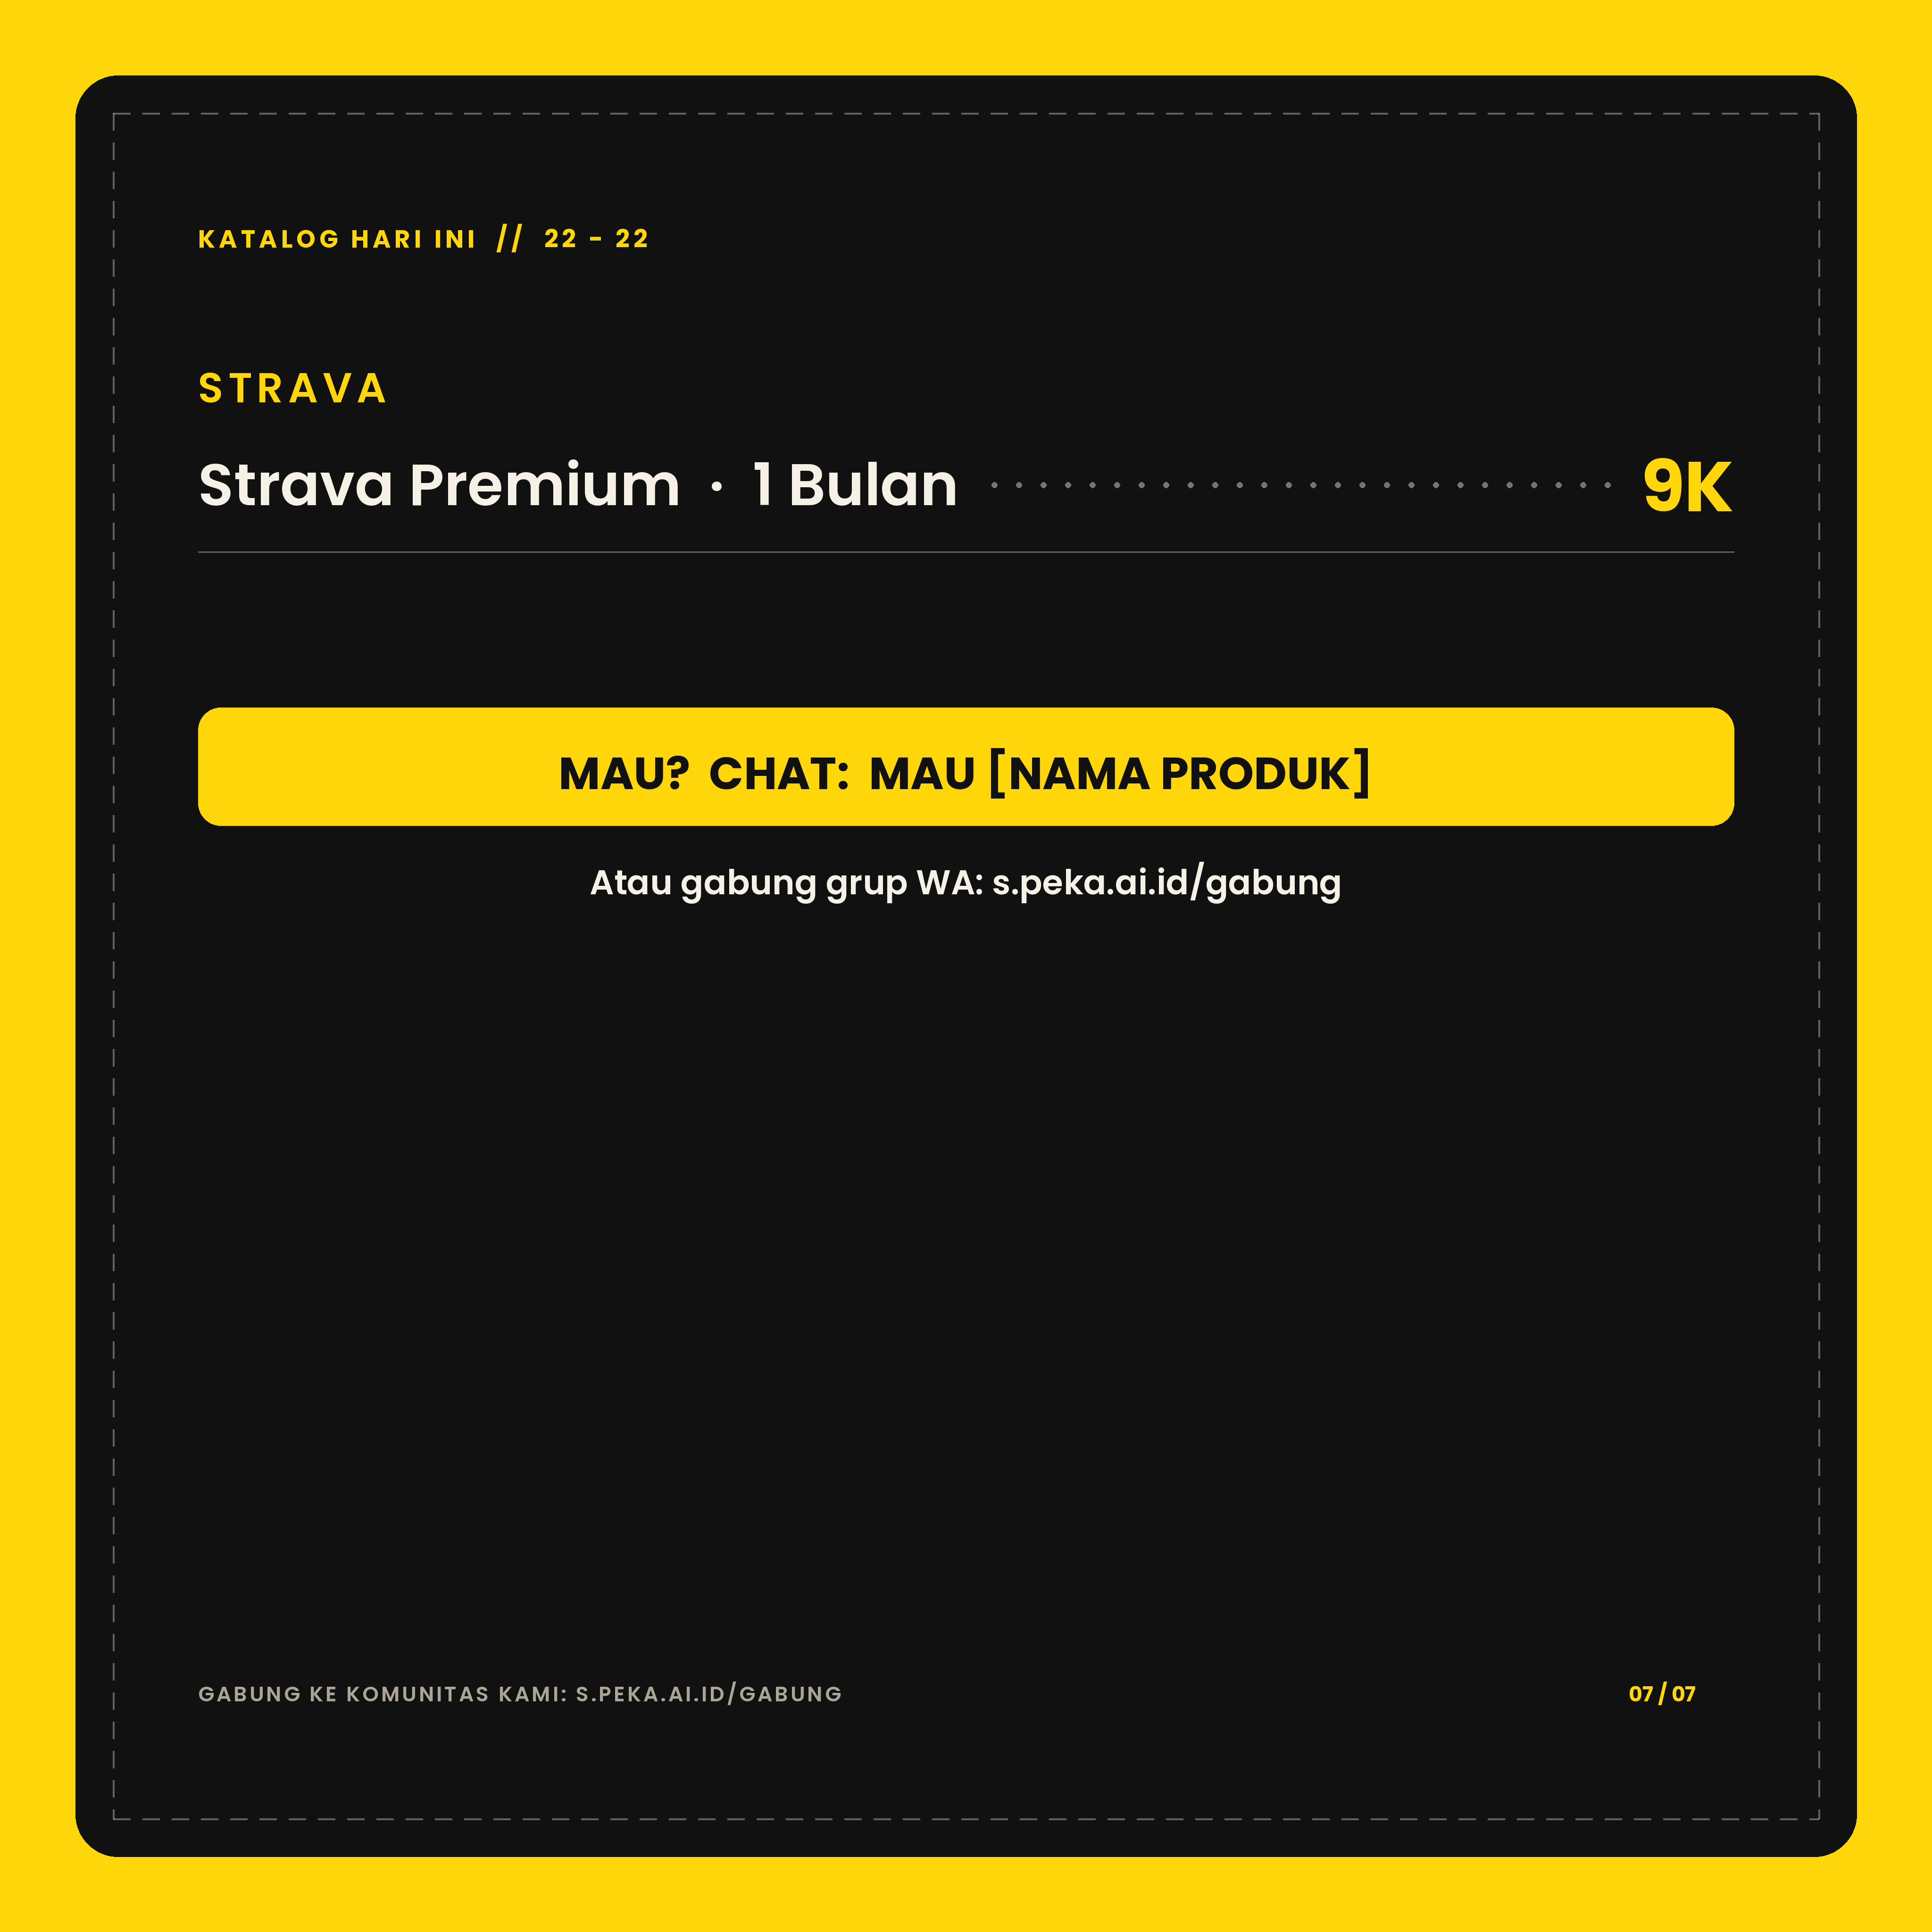 KATALOG HARI INI // 22 - 22
STRAVA
Strava Premium · 1 Bulan 9K
MAU? CHAT: MAU [NAMA PRODUK]
Atau gabung grup WA: s.peka.ai.id/gabung
GABUNG KE KOMUNITAS KAMI: S.PEKA.AI.ID/GABUNG 07 / 07